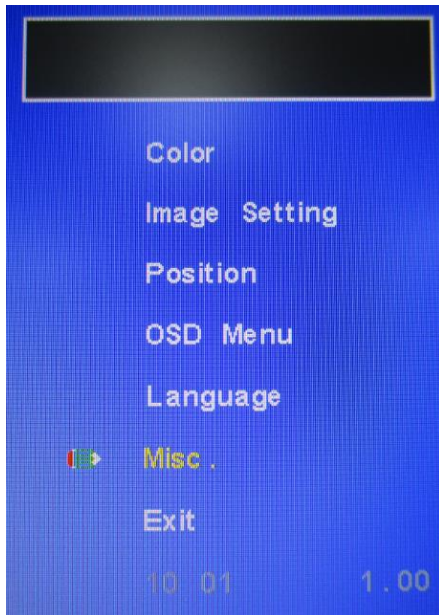 Color
Image Setting
Position
OSD Menu
Language
Misc.
Exit
10 01 1.00